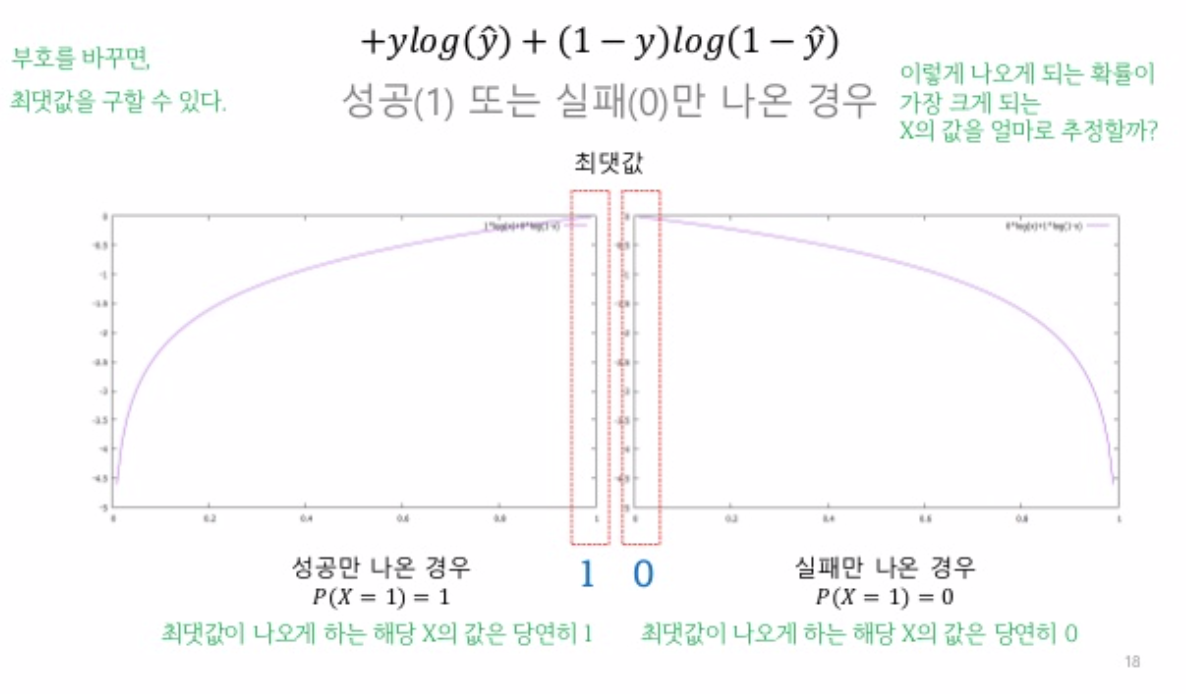 +ylog(ŷ) + (1 − y)log(1 − ŷ)
부호를 바꾸면,
최댓값을 구할 수 있다.
성공(1) 또는 실패(0)만 나온 경우
이렇게 나오게 되는 확률이
가장 크게 되는
X의 값을 얼마로 추정할까?
최댓값
1*log(x)+0*log(1-x)
0
-0.5
-1
-1.5
-2
-2.5
-3
-3.5
-4
-4.5
-5
0 0.2 0.4 0.6 0.8 1
0*log(x)+1*log(1-x)
0
-0.5
-1
-1.5
-2
-2.5
-3
-3.5
-4
-4.5
-5
0 0.2 0.4 0.6 0.8 1
성공만 나온 경우
P(X = 1) = 1
1 0
실패만 나온 경우
P(X = 1) = 0
최댓값이 나오게 하는 해당 X의 값은 당연히 1
최댓값이 나오게 하는 해당 X의 값은 당연히 0
18